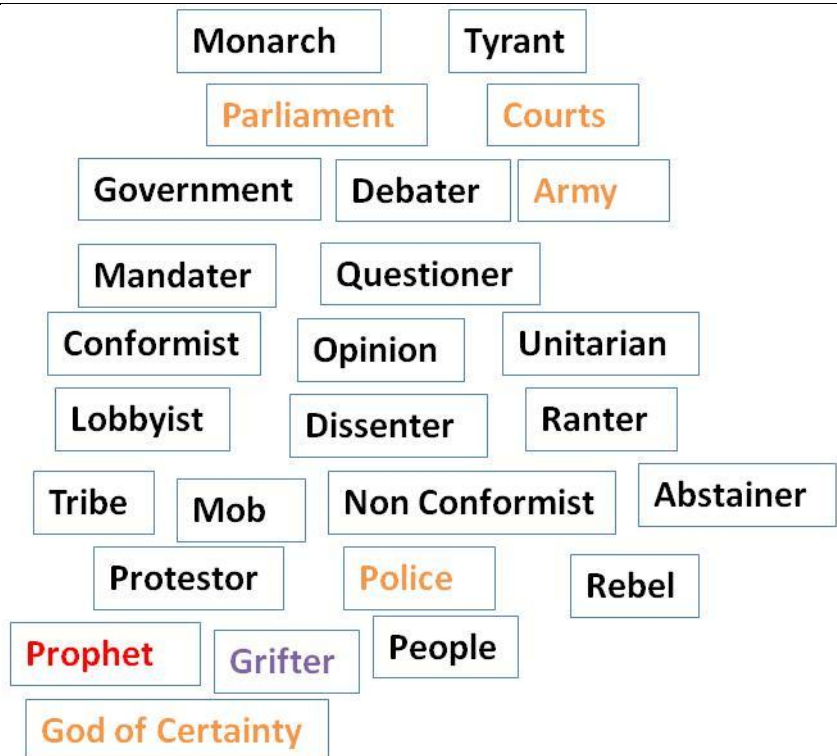 Monarch Tyrant
Parliament Courts
Government Debater Army
Mandater Questioner
Conformist Opinion Unitarian
Lobbyist Dissenter Ranter
Tribe Mob Non Conformist Abstainer
Protestor Police Rebel
Prophet Grifter People
God of Certainty